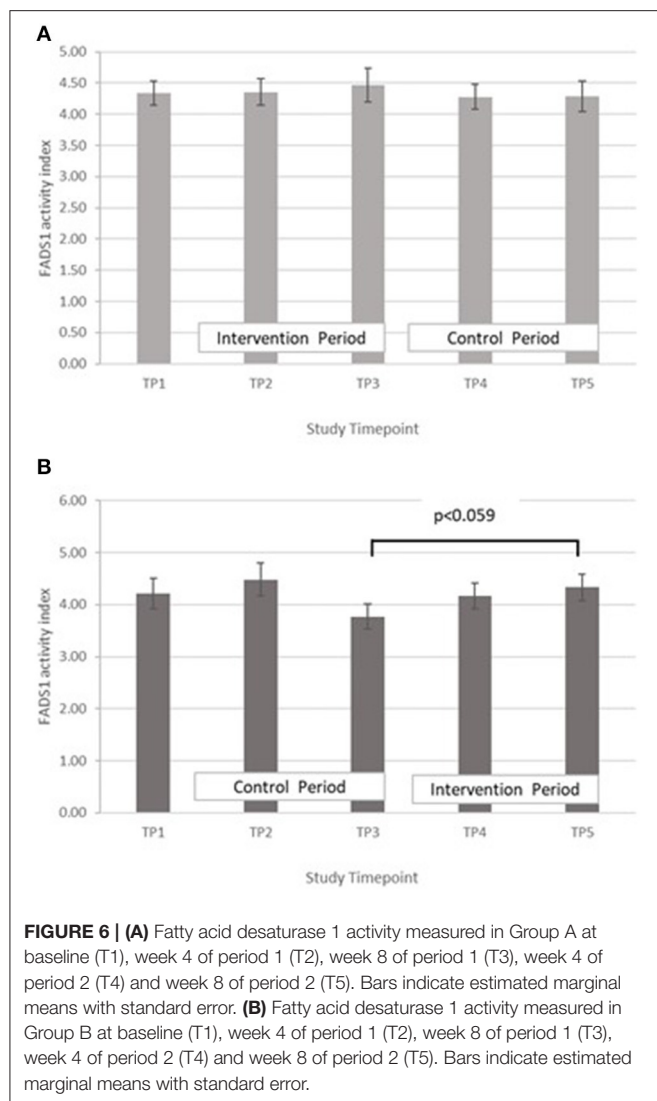 A
5.00
4.50
4.00
3.50
3.00
2.50
2.00
1.50
1.00
0.50
0.00
FADS1 activity index
Intervention Period
Control Period
TP1 TP2 TP3 TP4 TP5
Study Timepoint
B
6.00
5.00
4.00
3.00
2.00
1.00
0.00
FADS1 activity index
p<0.059
Control Period
Intervention Period
TP1 TP2 TP3 TP4 TP5
Study Timepoint
FIGURE 6 | (A) Fatty acid desaturase 1 activity measured in Group A at
baseline (T1), week 4 of period 1 (T2), week 8 of period 1 (T3), week 4 of
period 2 (T4) and week 8 of period 2 (T5). Bars indicate estimated marginal
means with standard error. (B) Fatty acid desaturase 1 activity measured in
Group B at baseline (T1), week 4 of period 1 (T2), week 8 of period 1 (T3),
week 4 of period 2 (T4) and week 8 of period 2 (T5). Bars indicate estimated
marginal means with standard error.